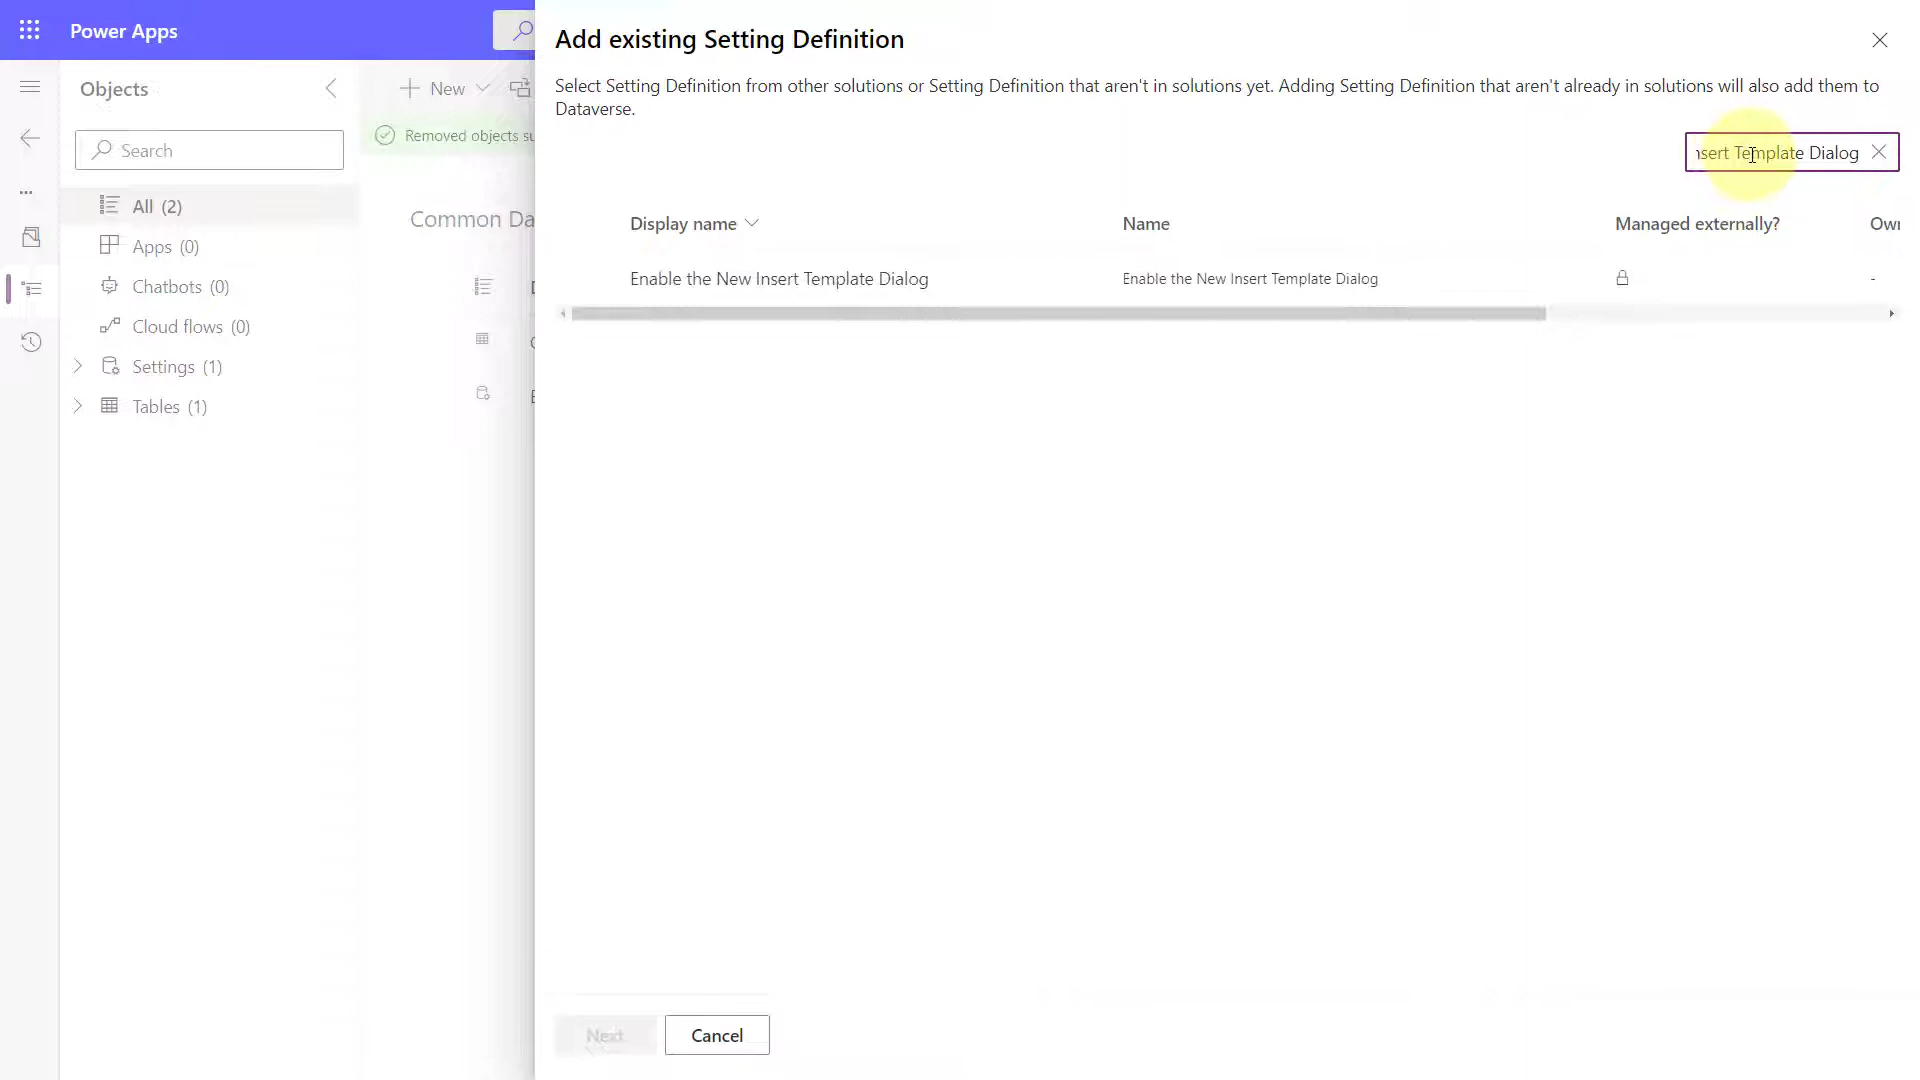 Power Apps
Add existing Setting Definition
Objects
New
Select Setting Definition from other solutions or Setting Definition that aren't in solutions yet. Adding Setting Definition that aren't already in solutions will also add them to
Dataverse.
Search
Removed objects su
nsert Template Dialog
All (2)
Common Da
Display name
Name
Managed externally?
Own
Apps (0)
Enable the New Insert Template Dialog
Enable the New Insert Template Dialog
-
Chatbots (0)
Cloud flows (0)
Settings (1)
Tables (1)
Next
Cancel